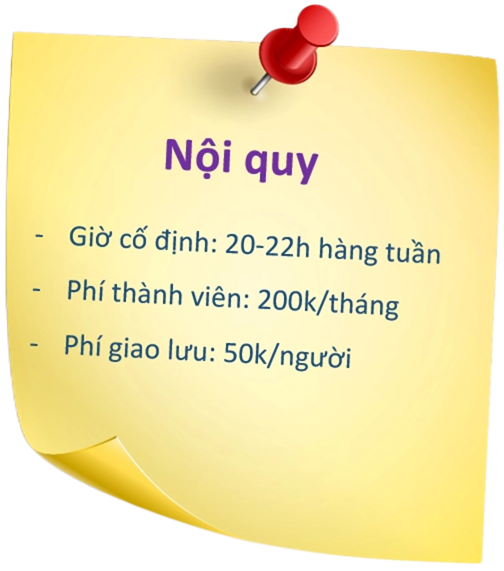 Nội quy
- Giờ cố định: 20-22h hàng tuần
- Phí thành viên: 200k/tháng
- Phí giao lưu: 50k/người